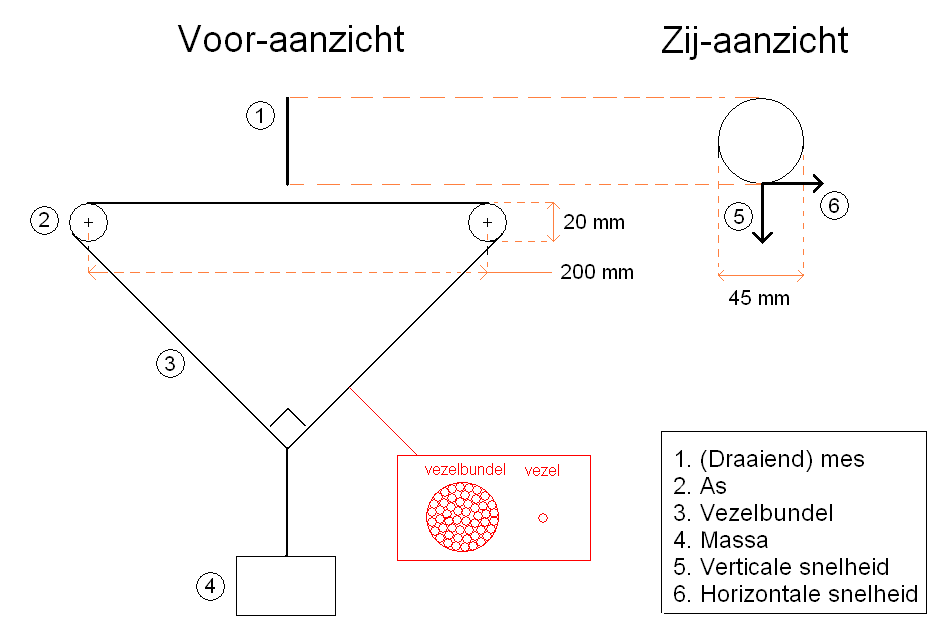 Voor-aanzicht
Zij-aanzicht
1
2
20 mm
5
6
200 mm
45 mm
3
vezelbundel
vezel
4
1. (Draaiend) mes
2. As
3. Vezelbundel
4. Massa
5. Verticale snelheid
6. Horizontale snelheid